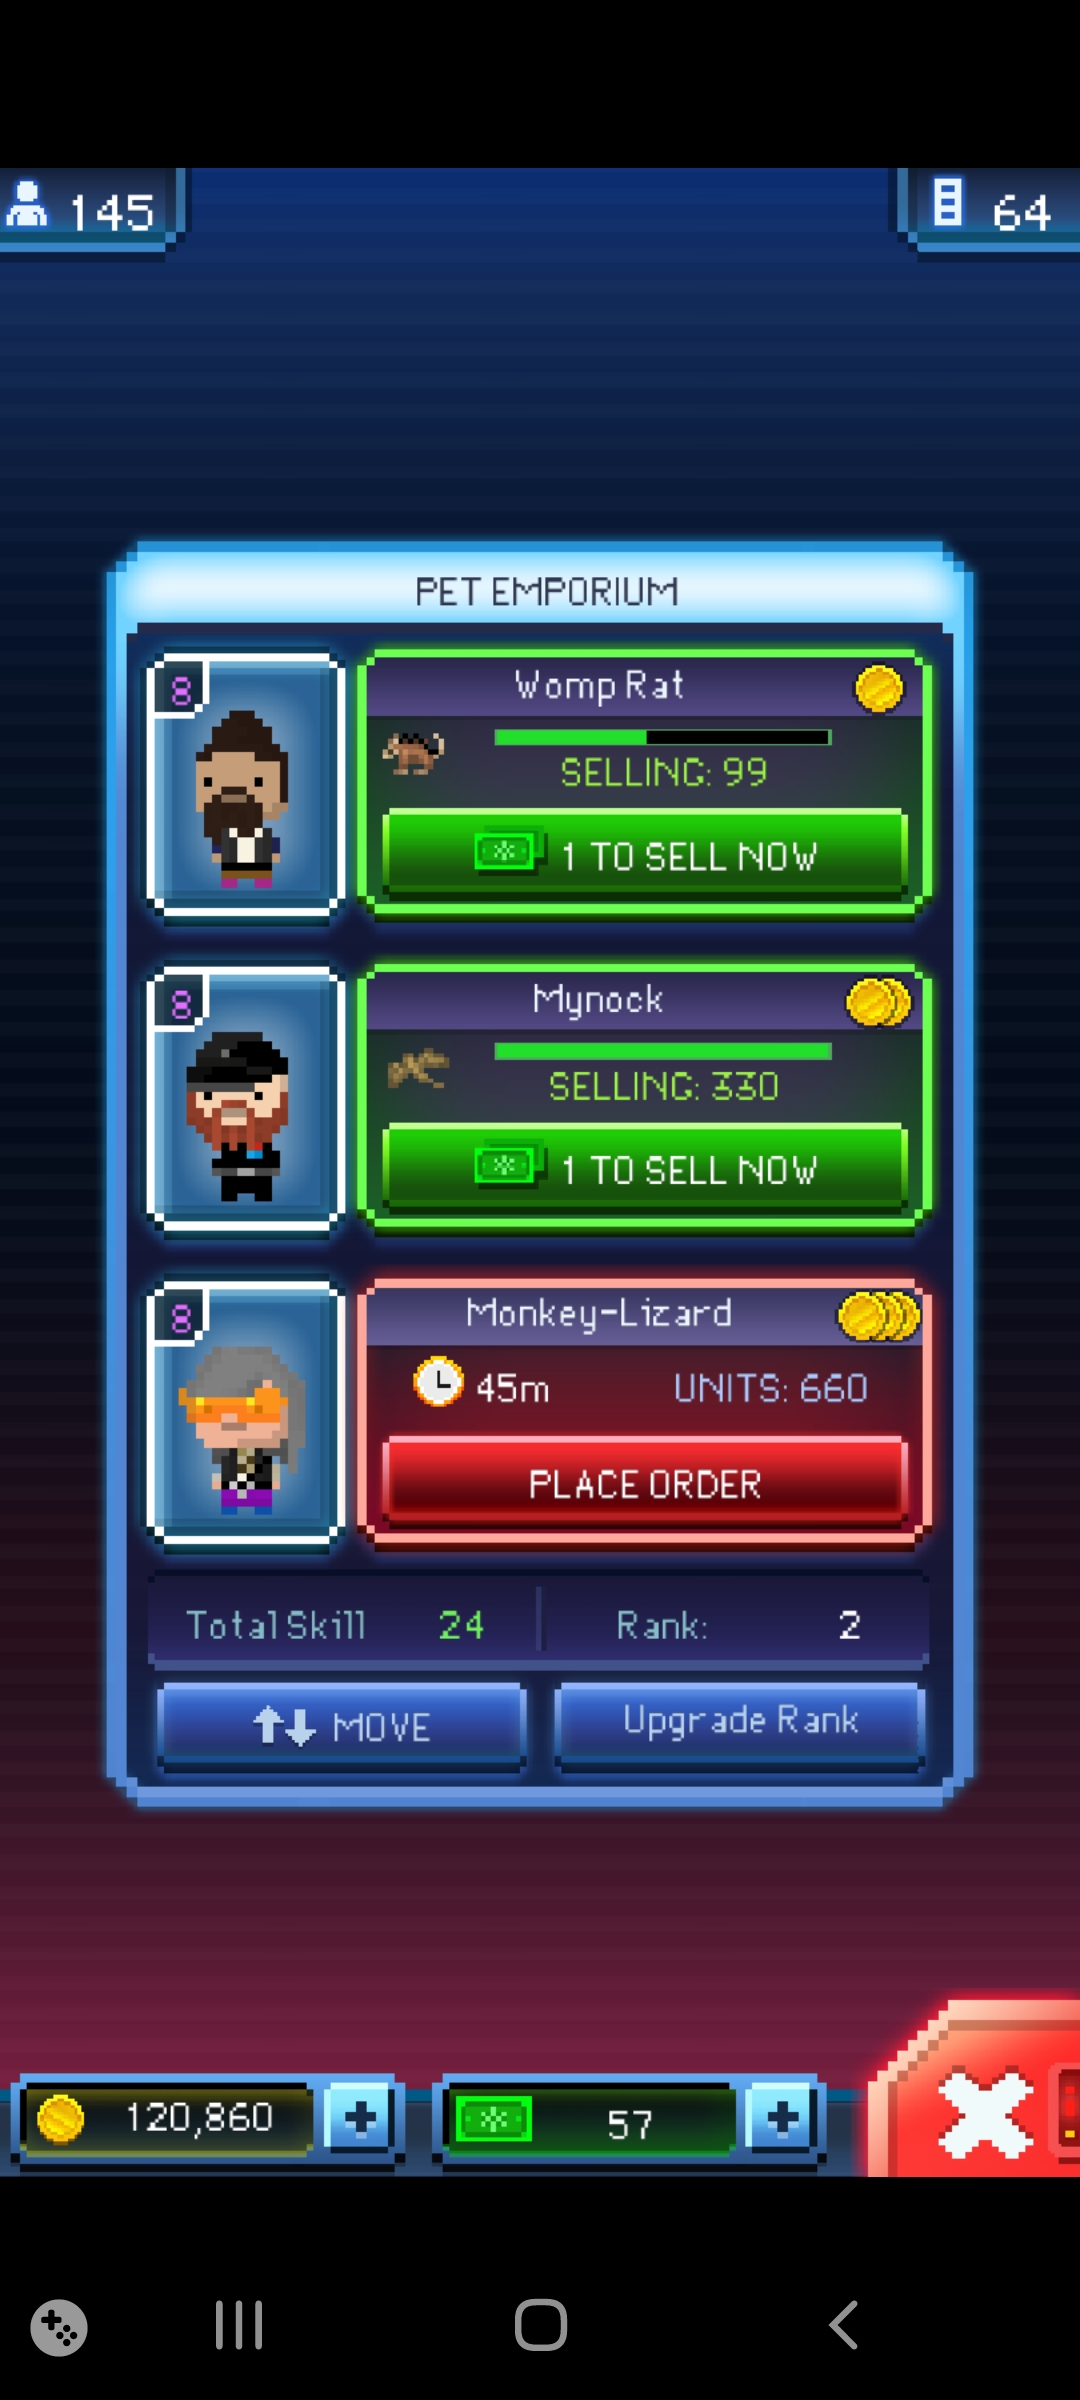 145
64
PET EMPORIUM
8
Womp Rat
SELLING: 99
1 TO SELL NOW
8
Mynock
SELLING: 330
1 TO SELL NOW
8
Monkey-Lizard
45m
UNITS: 660
PLACE ORDER
Total Skill 24
Rank: 2
MOVE
Upgrade Rank
120,860
57